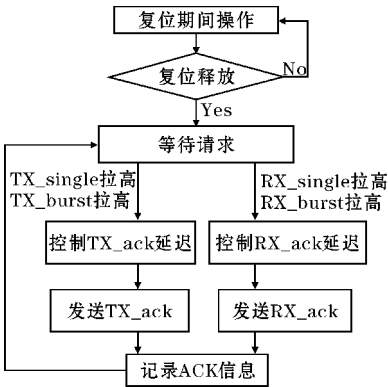 复位期间操作
复位释放
No
Yes
等待请求
TX_single拉高
TX_burst拉高
RX_single拉高
RX_burst拉高
控制TX_ack延迟
控制RX_ack延迟
发送TX_ack
发送RX_ack
记录ACK信息